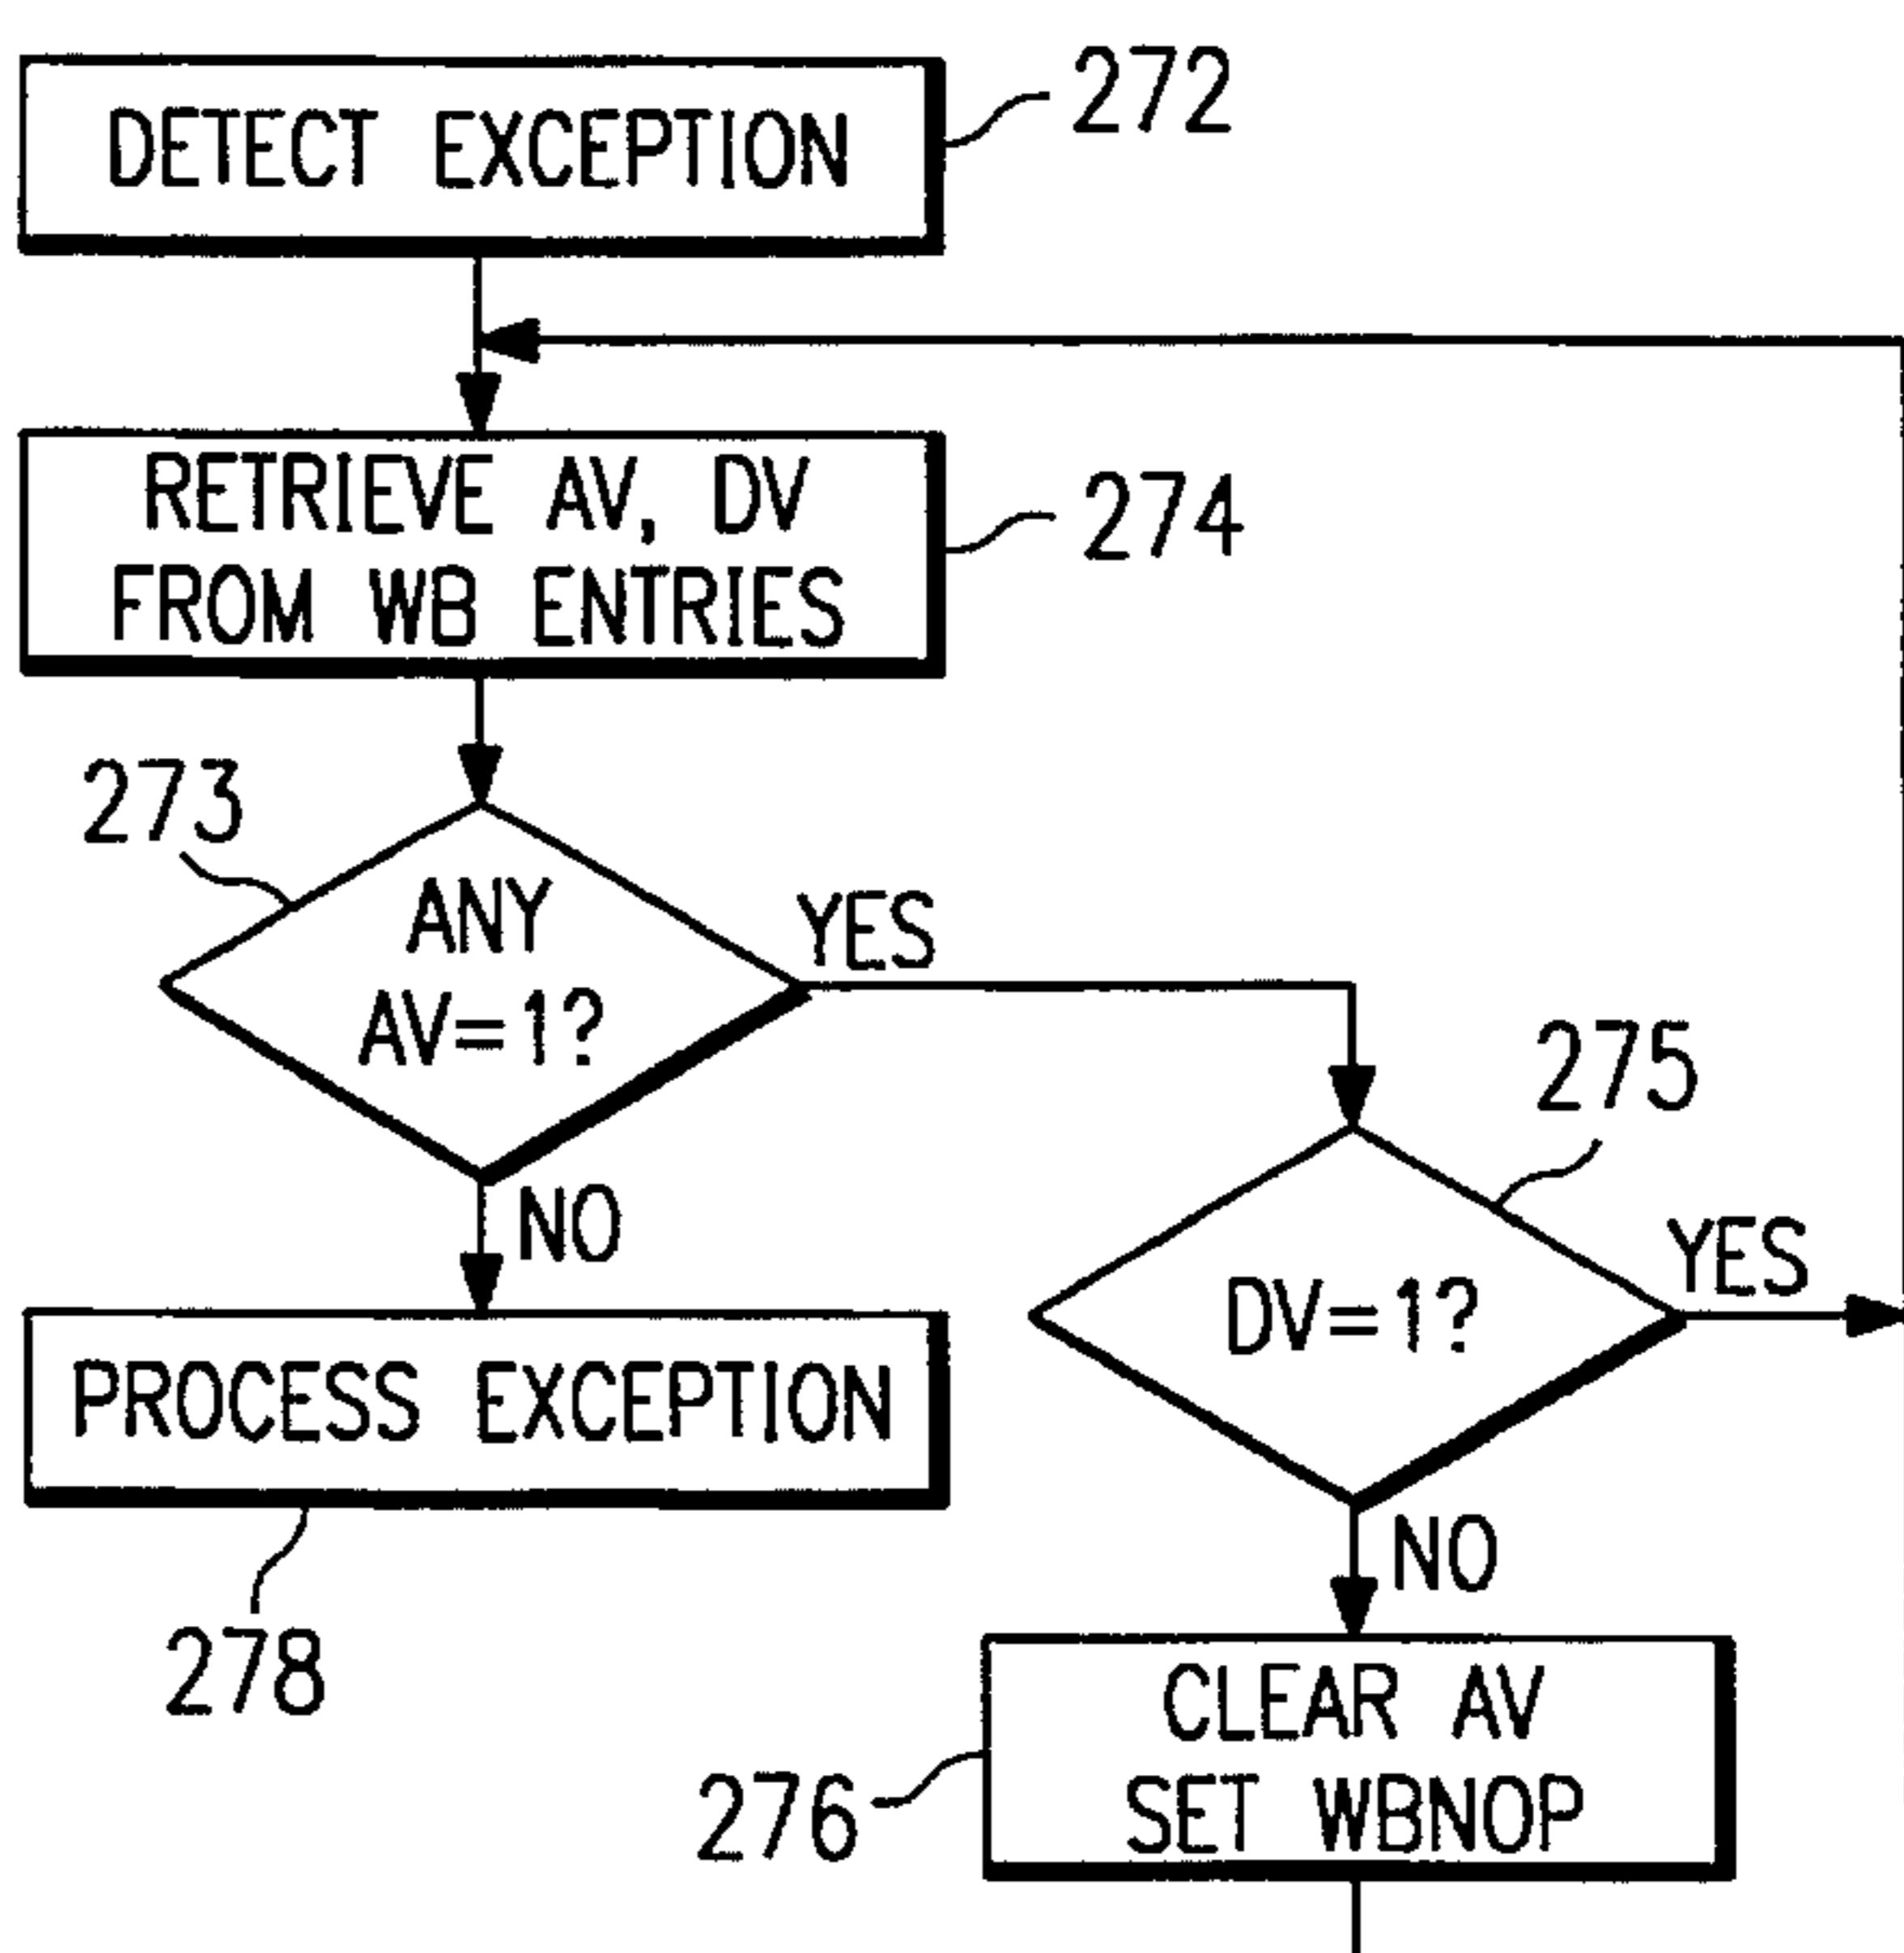 DETECT EXCEPTION
272
RETRIEVE AV, DV
FROM WB ENTRIES
274
273
ANY
AV=1?
YES
NO
275
DV=1?
YES
NO
PROCESS EXCEPTION
278
CLEAR AV
SET WBNOP
276